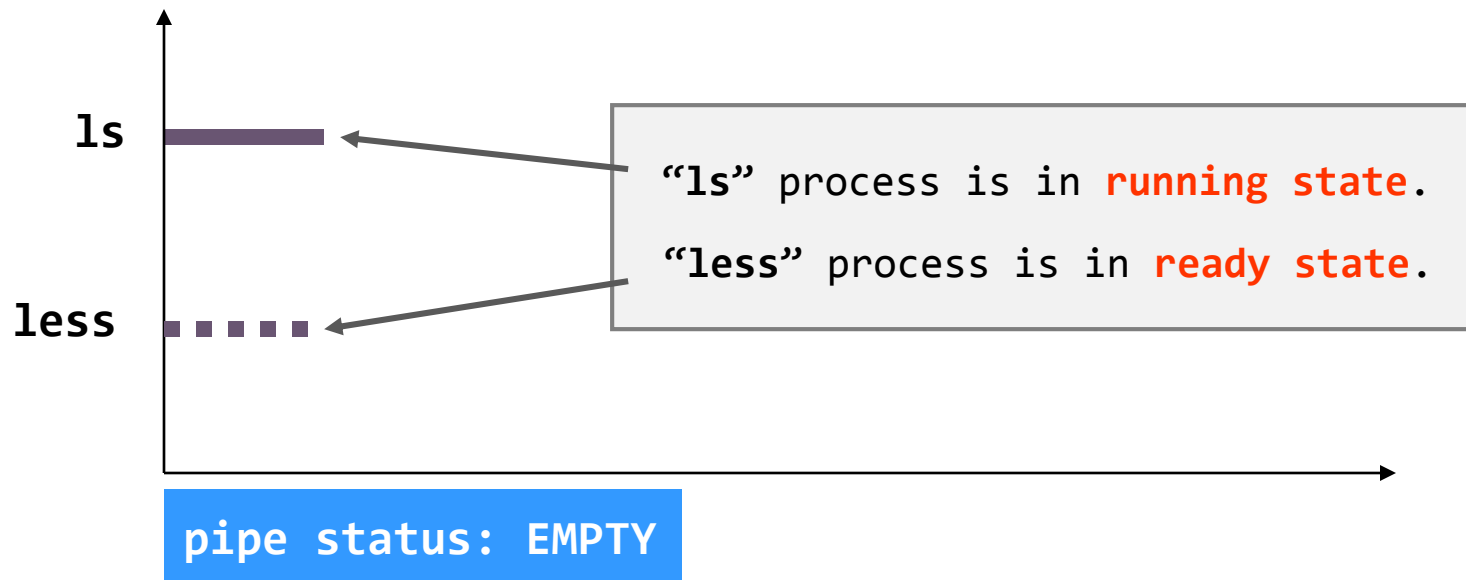 ls
“ls” process is in running state.
“less” process is in ready state.
less
pipe status: EMPTY